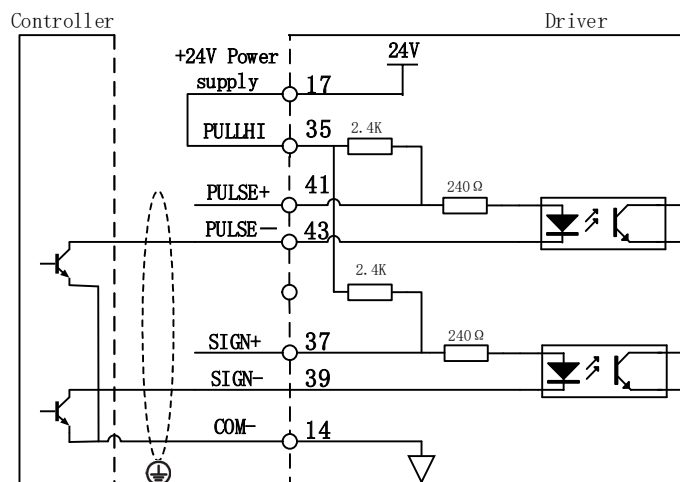 Controller
Driver
+24V Power
supply
24V
17
PULLHI
35
2.4K
PULSE+
41
240Ω
PULSE-
43
2.4K
SIGN+
37
240Ω
SIGN-
39
COM-
14